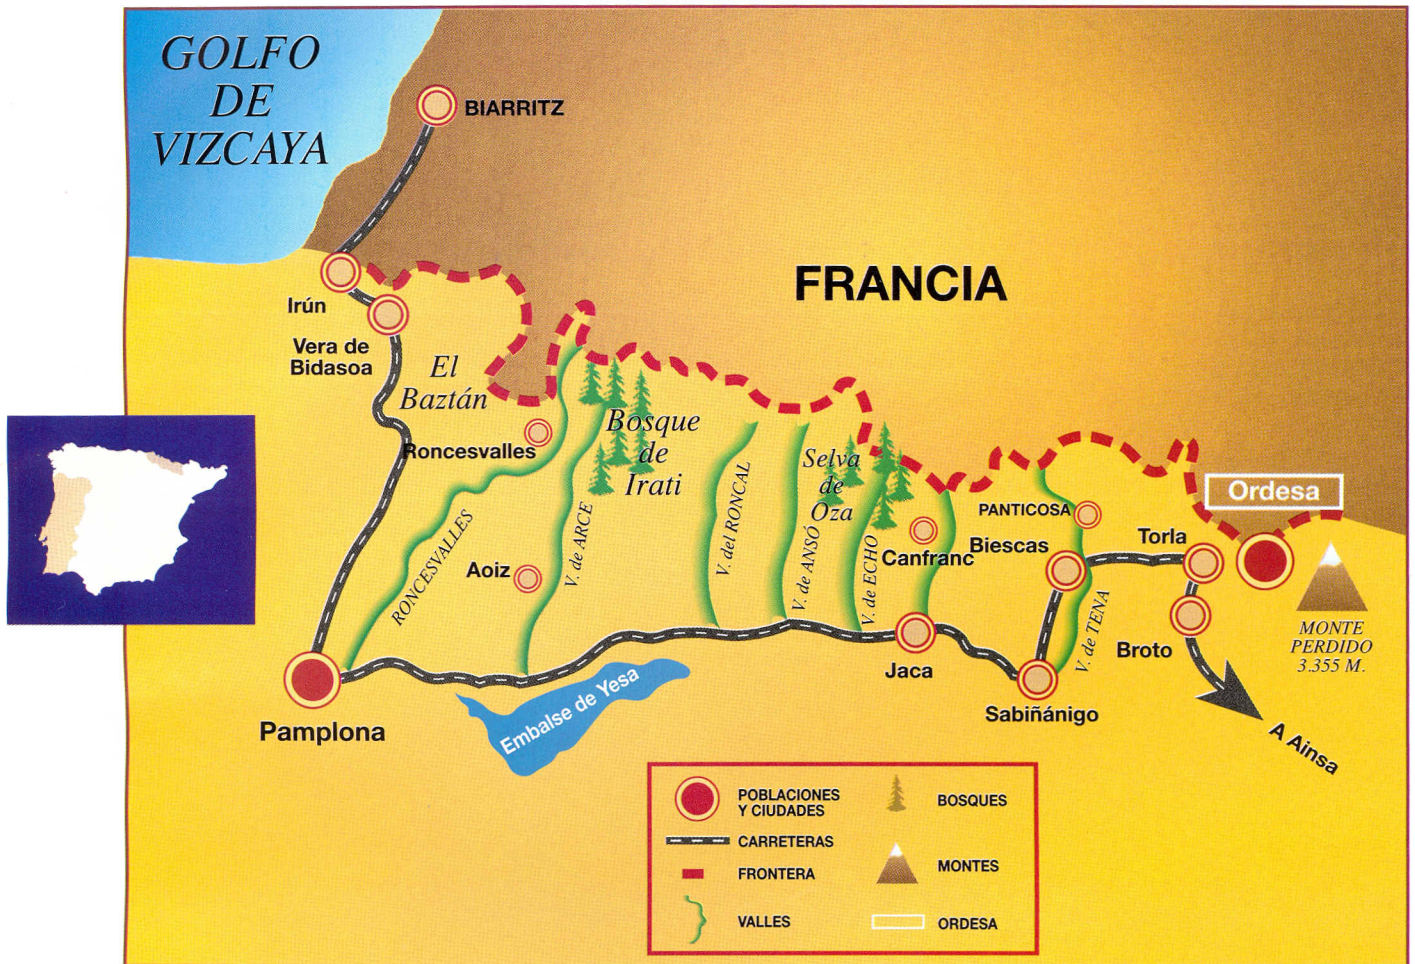 GOLFO
DE
VIZCAYA
BIARRITZ
FRANCIA
Irún
Vera de
Bidasoa
El
Baztán
Roncesvalles
Bosque
de
Irati
Selva
de
Oza
Ordesa
RONCESVALLES
Aoiz
V. de ARCE
V. del RONCAL
V. de ANSÓ
V. de ECHO
Canfranc
PANTICOSA
Biescas
Torla
V. de TENA
Broto
MONTE
PERDIDO
3.355 M.
Jaca
Sabiñánigo
Pamplona
Embalse de Yesa
A Ainsa
POBLACIONES
Y CIUDADES
CARRETERAS
FRONTERA
VALLES
BOSQUES
MONTES
ORDESA